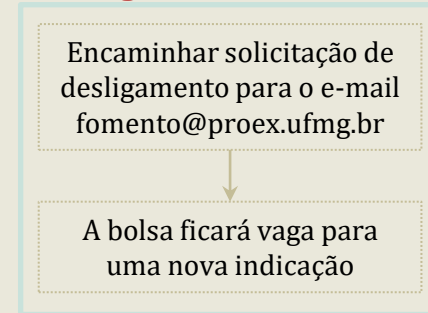 Encaminhar solicitação de
desligamento para o e-mail
fomento@proex.ufmg.br
A bolsa ficará vaga para
uma nova indicação